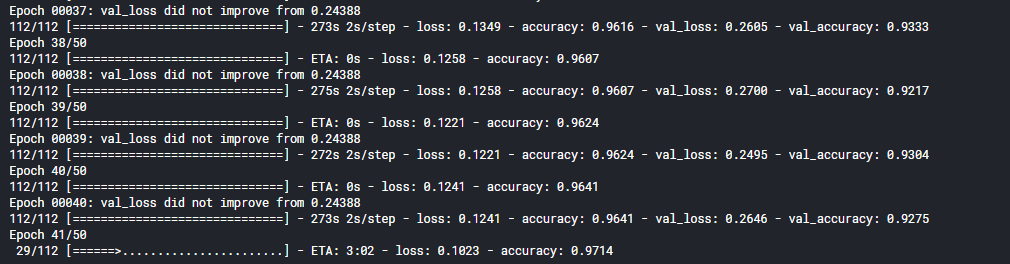 Epoch 00037: val_loss did not improve from 0.24388
112/112 [==============================] - 273s 2s/step - loss: 0.1349 - accuracy: 0.9616 - val_loss: 0.2605 - val_accuracy: 0.9333
Epoch 38/50
112/112 [==============================] - ETA: 0s - loss: 0.1258 - accuracy: 0.9607
Epoch 00038: val_loss did not improve from 0.24388
112/112 [==============================] - 275s 2s/step - loss: 0.1258 - accuracy: 0.9607 - val_loss: 0.2700 - val_accuracy: 0.9217
Epoch 39/50
112/112 [==============================] - ETA: 0s - loss: 0.1221 - accuracy: 0.9624
Epoch 00039: val_loss did not improve from 0.24388
112/112 [==============================] - 272s 2s/step - loss: 0.1221 - accuracy: 0.9624 - val_loss: 0.2495 - val_accuracy: 0.9304
Epoch 40/50
112/112 [==============================] - ETA: 0s - loss: 0.1241 - accuracy: 0.9641
Epoch 00040: val_loss did not improve from 0.24388
112/112 [==============================] - 273s 2s/step - loss: 0.1241 - accuracy: 0.9641 - val_loss: 0.2646 - val_accuracy: 0.9275
Epoch 41/50
29/112 [======>.......................] - ETA: 3:02 - loss: 0.1023 - accuracy: 0.9714